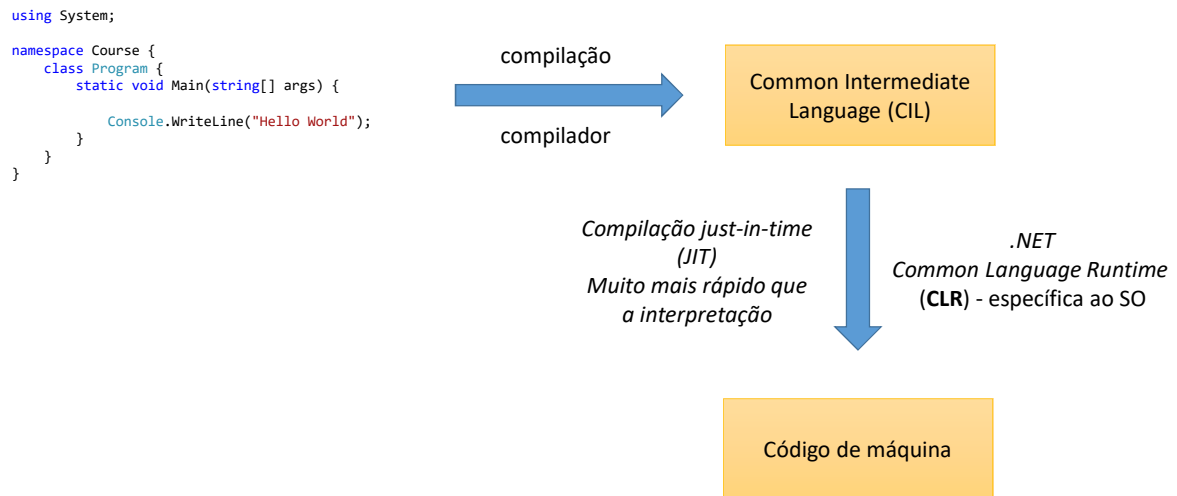 using System;
namespace Course {
class Program {
static void Main(string[] args) {
Console.WriteLine("Hello World");
}
}
}
compilação
compilador
Common Intermediate
Language (CIL)
Compilação just-in-time
(JIT)
Muito mais rápido que
a interpretação
.NET
Common Language Runtime
(CLR) - específica ao SO
Código de máquina